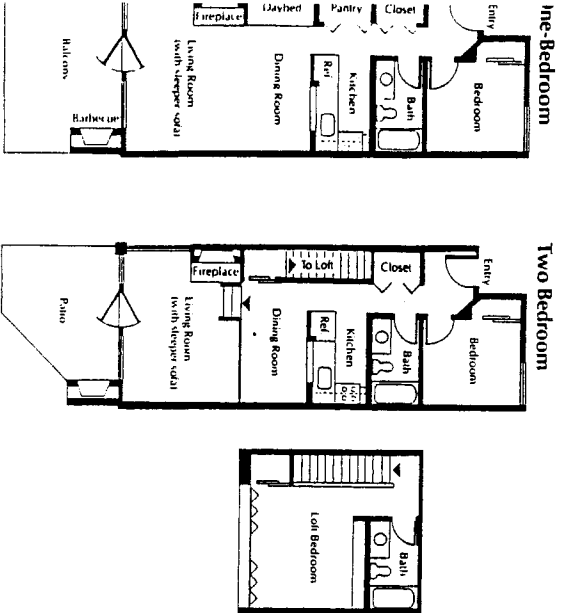 One-Bedroom
Fireplace
Daybed
Pantry
Closet
Entry
Balcony
Living Room
(with sleeper sofa)
Dining Room
Ref
Kitchen
Bath
Bedroom
Barbecue
Two Bedroom
Fireplace
To Loft
Closet
Entry
Patio
Living Room
(with sleeper sofa)
Dining Room
Ref
Kitchen
Bath
Bedroom
Loft Bedroom
Bath